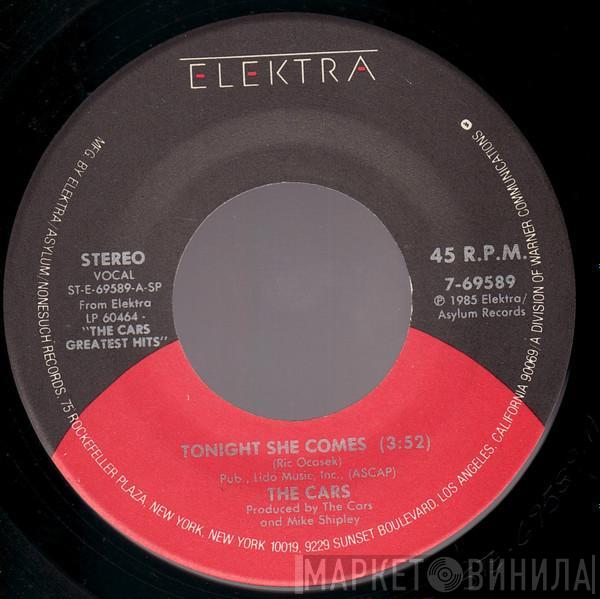 ELEKTRA
STEREO
VOCAL
ST-E-69589-A-SP
From Elektra
LP 60464 -
"THE CARS
GREATEST HITS"
45 R.P.M.
7-69589
℗ 1985 Elektra/
Asylum Records
TONIGHT SHE COMES (3:52)
(Ric Ocasek)
Pub., Lido Music, Inc., (ASCAP)
THE CARS
Produced by The Cars
and Mike Shipley
MFG. BY ELEKTRA/ASYLUM/NONESUCH RECORDS, 75 ROCKEFELLER PLAZA, NEW YORK, NEW YORK 10019, 9229 SUNSET BOULEVARD, LOS ANGELES, CALIFORNIA 90069/A DIVISION OF WARNER COMMUNICATIONS
МАРКЕТ ВИНИЛА